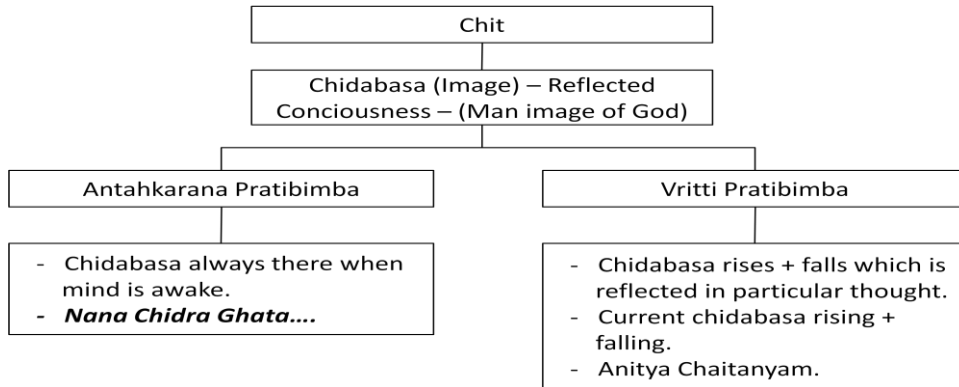 Chit
Chidabasa (Image) – Reflected
Conciousness – (Man image of God)
Antahkarana Pratibimba
- Chidabasa always there when
mind is awake.
- Nana Chidra Ghata….
Vritti Pratibimba
- Chidabasa rises + falls which is
reflected in particular thought.
- Current chidabasa rising +
falling.
- Anitya Chaitanyam.